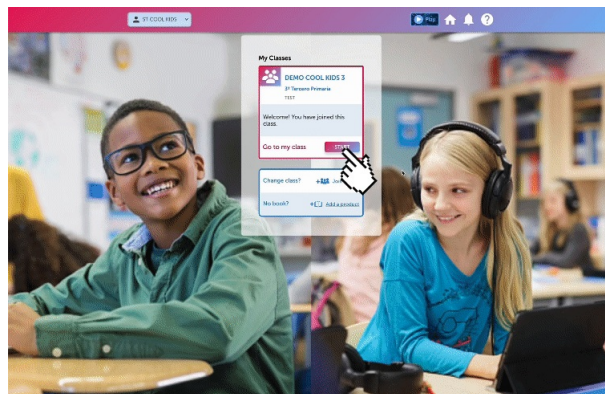 ST COOL KIDS
Play
?
My Classes
DEMO COOL KIDS 3
3º Tercero Primaria
TEST
Welcome! You have joined this
class.
Go to my class
START
Change class?
No book?
Add a product